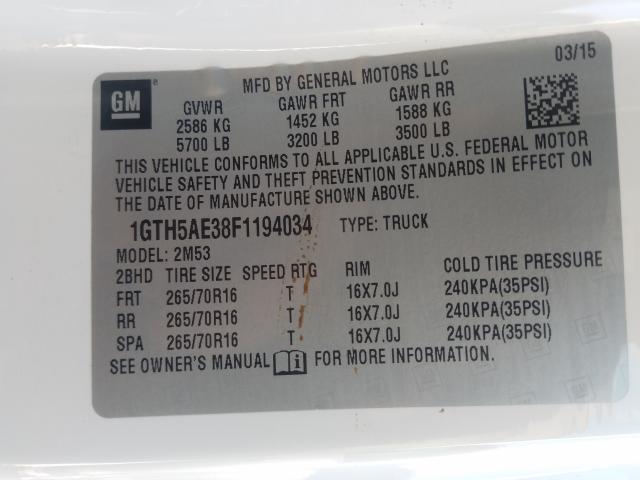 GM
MFD BY GENERAL MOTORS LLC
03/15
GVWR GAWR FRT GAWR RR
2586 KG 1452 KG 1588 KG
5700 LB 3200 LB 3500 LB
THIS VEHICLE CONFORMS TO ALL APPLICABLE U.S. FEDERAL MOTOR
VEHICLE SAFETY AND THEFT PREVENTION STANDARDS IN EFFECT ON
THE DATE OF MANUFACTURE SHOWN ABOVE.
1GTH5AE38F1194034 TYPE: TRUCK
MODEL: 2M53
2BHD TIRE SIZE SPEED RTG RIM COLD TIRE PRESSURE
FRT 265/70R16 T 16X7.0J 240KPA(35PSI)
RR 265/70R16 T 16X7.0J 240KPA(35PSI)
SPA 265/70R16 T 16X7.0J 240KPA(35PSI)
SEE OWNER'S MANUAL i FOR MORE INFORMATION.